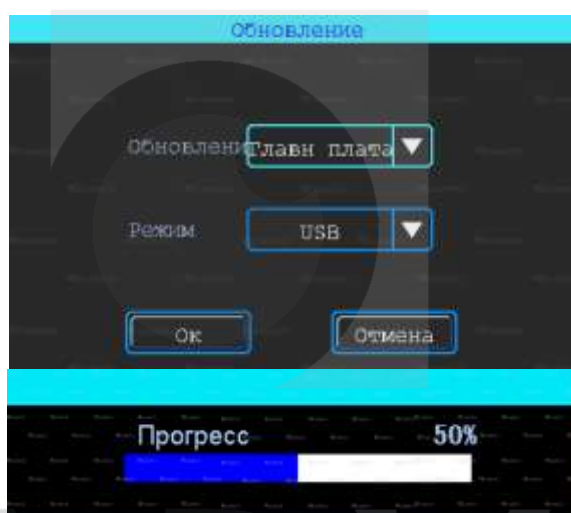 Обновление
Обновлени Главн плата
Режим USB
Ок Отмена
Прогресс 50%